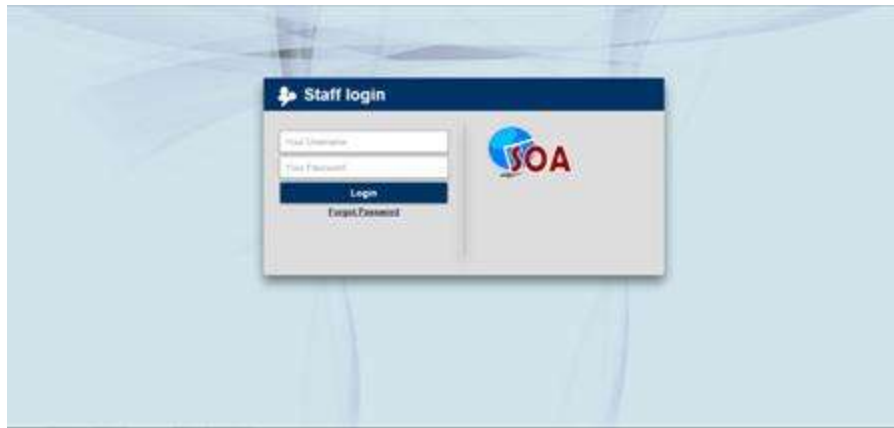 Staff login
Your Username
Your Password
Login
Forgot Password
SOA